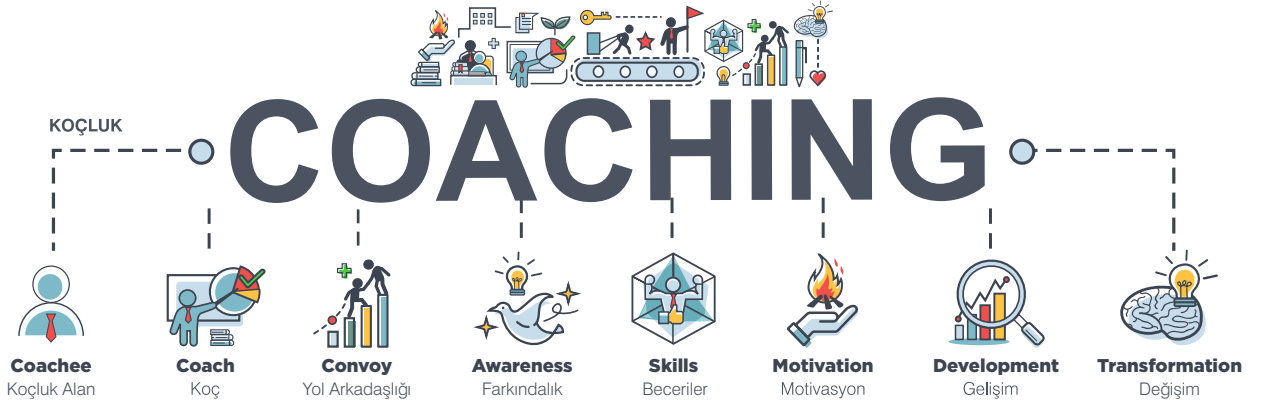 KOÇLUK
COACHING
Coachee
Koçluk Alan
Coach
Koç
Convoy
Yol Arkadaşlığı
Awareness
Farkındalık
Skills
Beceriler
Motivation
Motivasyon
Development
Gelişim
Transformation
Değişim